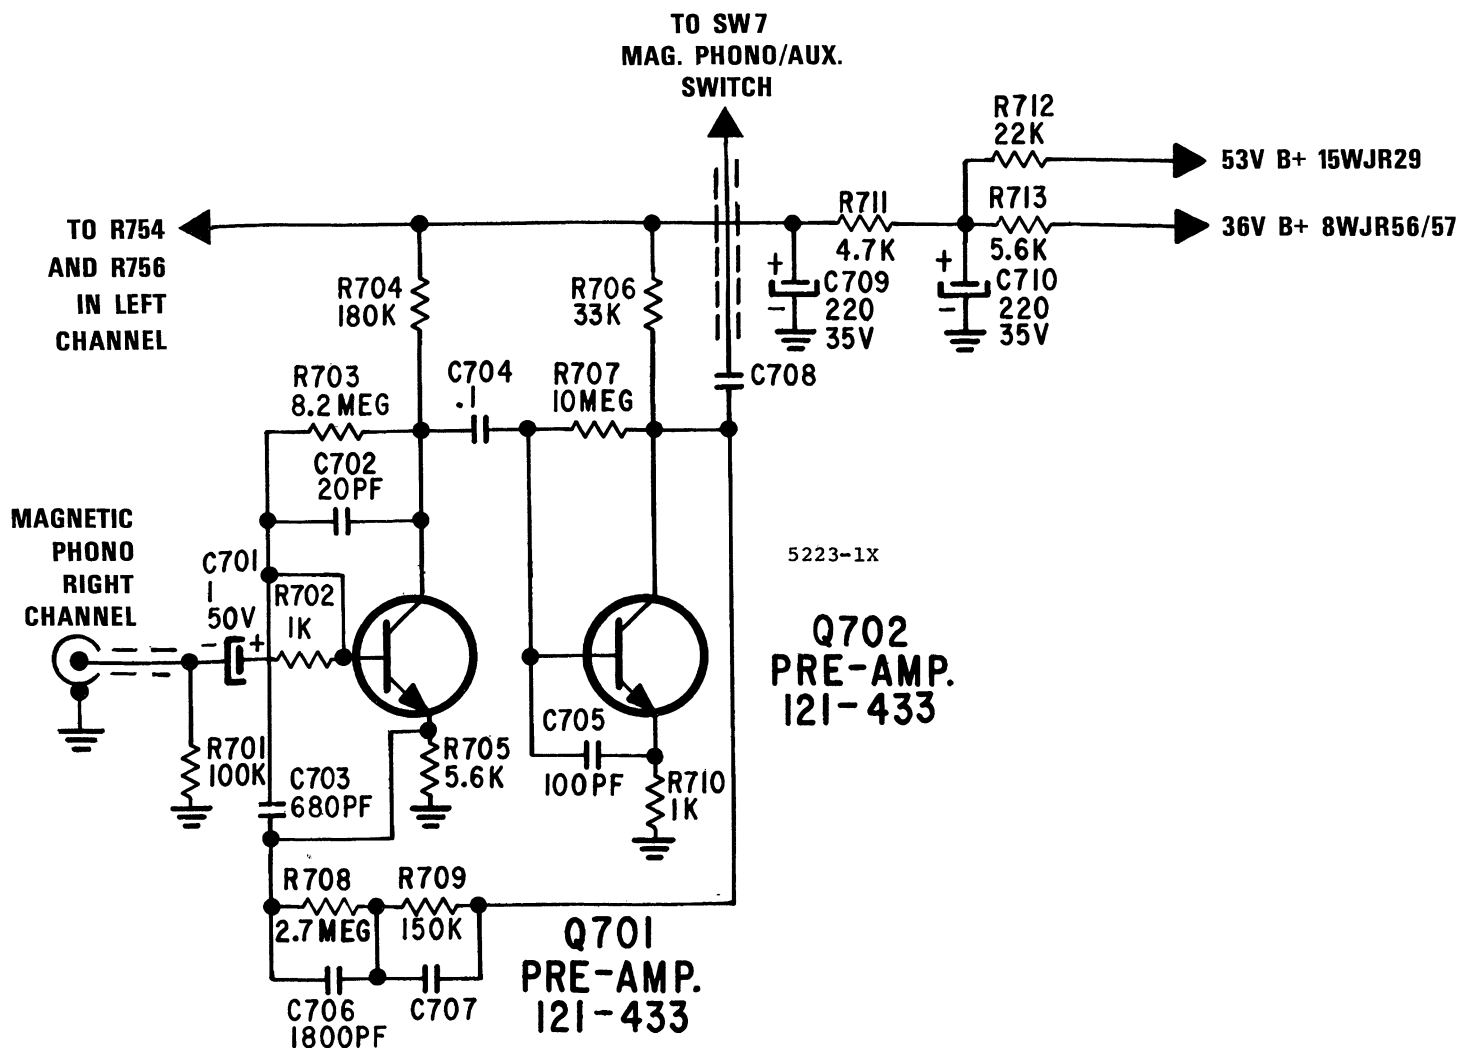 TO SW7
MAG. PHONO/AUX.
SWITCH
R712
22K
53V B+ 15WJR29
R711
4.7K
R713
5.6K
36V B+ 8WJR56/57
TO R754
AND R756
IN LEFT
CHANNEL
R704
180K
R706
33K
+
-
C709
220
35V
+
-
C710
220
35V
R703
8.2MEG
C704
.1
R707
10MEG
C708
C702
20PF
MAGNETIC
PHONO
RIGHT
CHANNEL
C701
1
50V
- +
R702
1K
5223-1X
Q702
PRE-AMP.
121-433
R701
100K
C703
680PF
R705
5.6K
C705
100PF
R710
1K
R708
2.7MEG
R709
150K
C706
1800PF
C707
Q701
PRE-AMP.
121-433